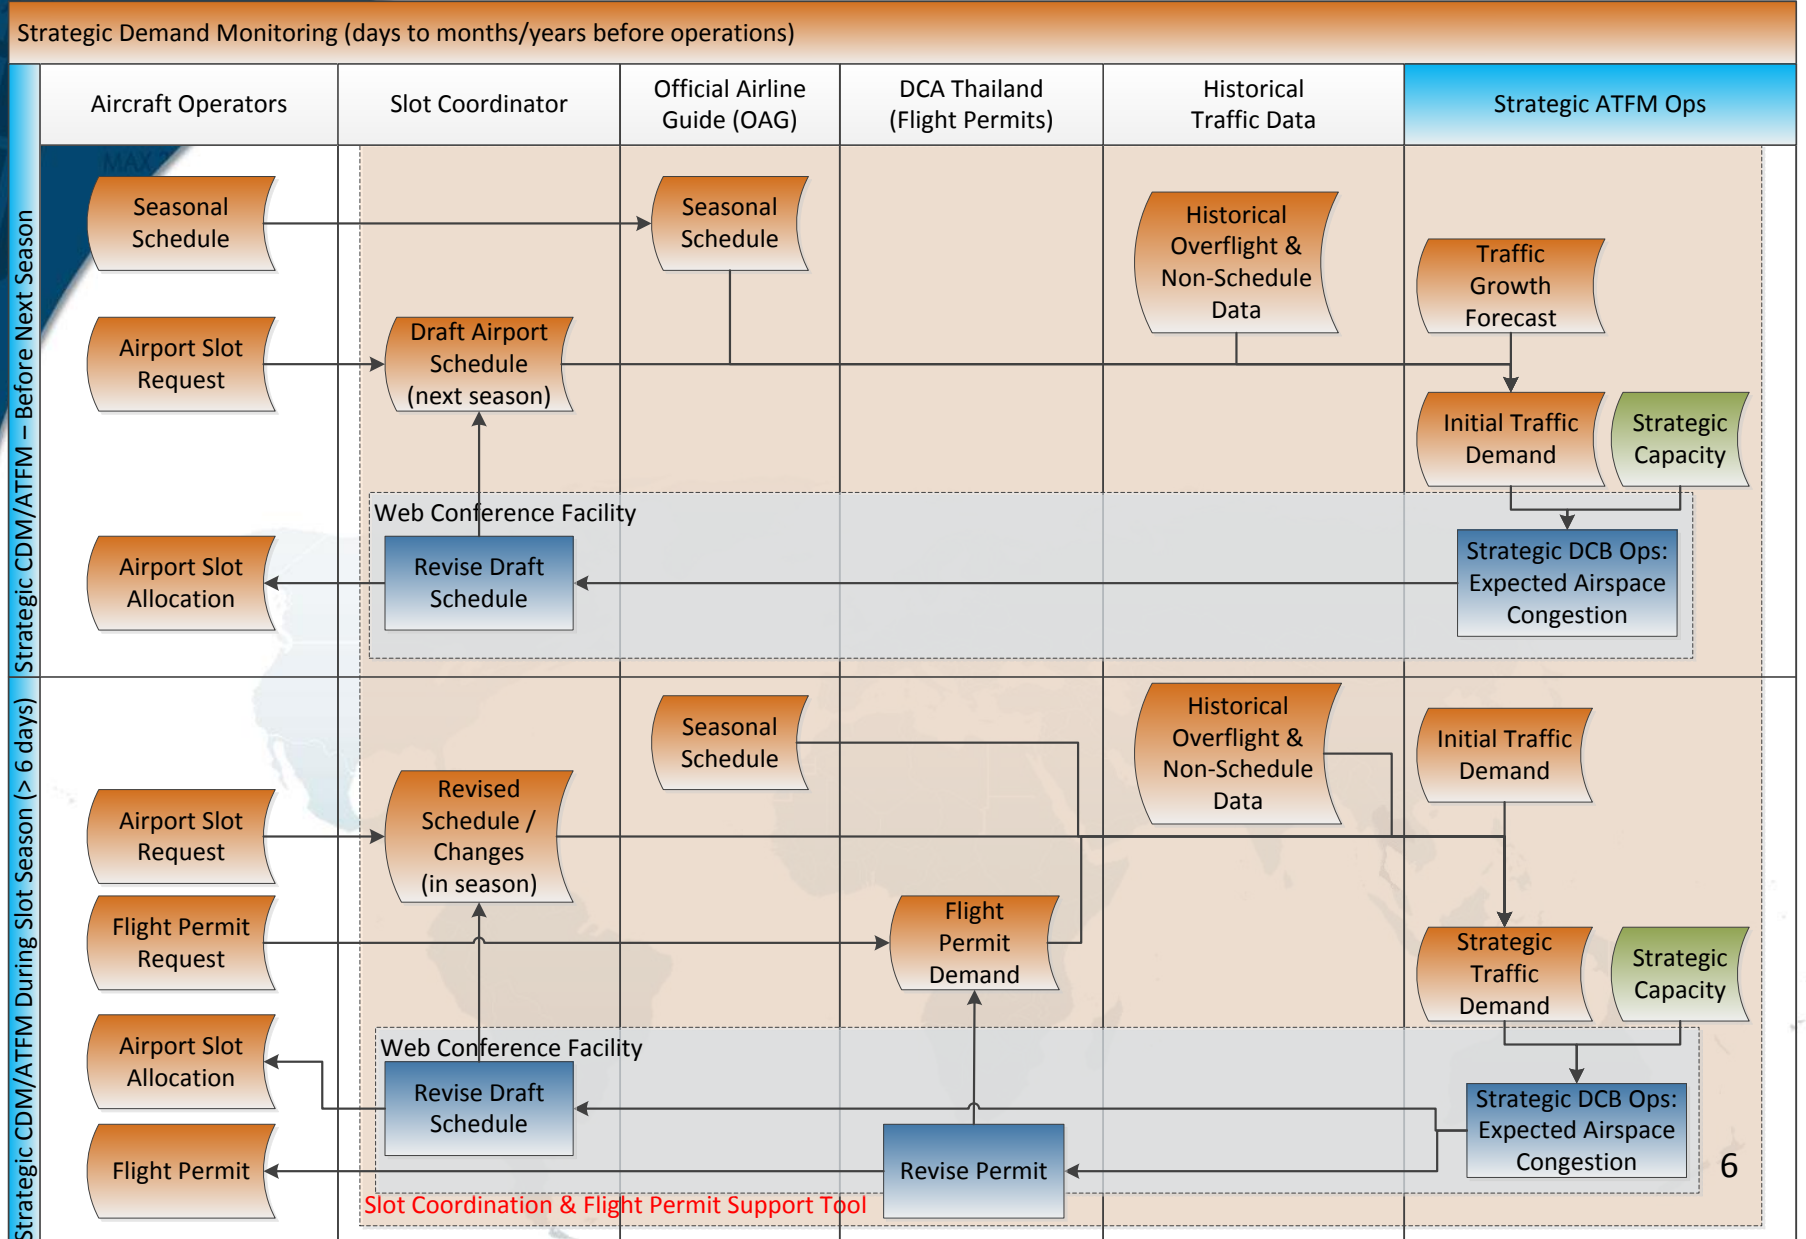 Strategic Demand Monitoring (days to months/years before operations)
Aircraft Operators
Slot Coordinator
Official Airline
Guide (OAG)
DCA Thailand
(Flight Permits)
Historical
Traffic Data
Strategic ATFM Ops
Strategic CDM/ATFM – Before Next Season
MAX
Seasonal
Schedule
Seasonal
Schedule
Historical
Overflight &
Non-Schedule
Data
Traffic
Growth
Forecast
Airport Slot
Request
Draft Airport
Schedule
(next season)
Initial Traffic
Demand
Strategic
Capacity
Web Conference Facility
Airport Slot
Allocation
Revise Draft
Schedule
Strategic DCB Ops:
Expected Airspace
Congestion
Strategic CDM/ATFM During Slot Season (> 6 days)
Seasonal
Schedule
Historical
Overflight &
Non-Schedule
Data
Initial Traffic
Demand
Airport Slot
Request
Revised
Schedule /
Changes
(in season)
Flight Permit
Request
Flight
Permit
Demand
Strategic
Traffic
Demand
Strategic
Capacity
Web Conference Facility
Airport Slot
Allocation
Revise Draft
Schedule
Strategic DCB Ops:
Expected Airspace
Congestion
Flight Permit
Revise Permit
6
Slot Coordination & Flight Permit Support Tool